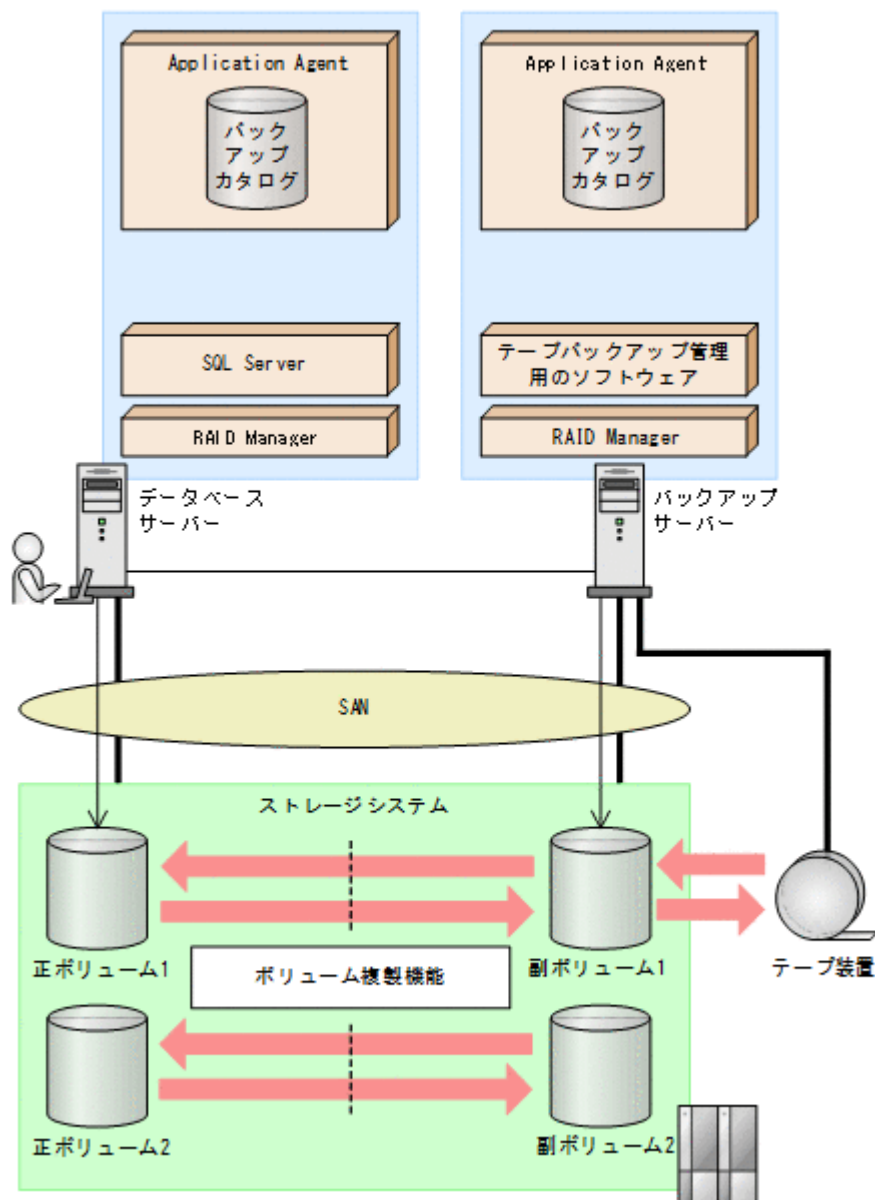 Application Agent
バック
アップ
カタログ
SQL Server
RAID Manager
データベース
サーバー
Application Agent
バック
アップ
カタログ
テープバックアップ管理
用のソフトウェア
RAID Manager
バックアップ
サーバー
SAN
ストレージシステム
正ボリューム1
副ボリューム1
テープ装置
ボリューム複製機能
正ボリューム2
副ボリューム2